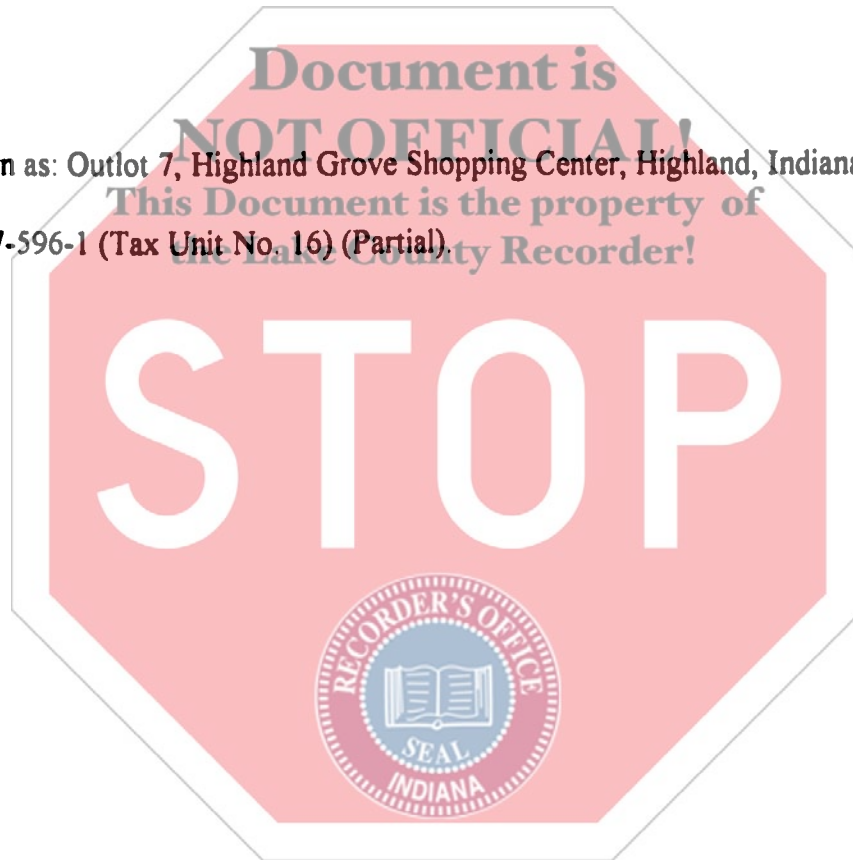 Document is
NOT OFFICIAL!
n as: Outlot 7, Highland Grove Shopping Center, Highland, Indiana
This Document is the property of
7-596-1 (Tax Unit No. 16) (Partial).
the Lake County Recorder!
STOP
RECORDER'S OFFICE
SEAL
INDIANA